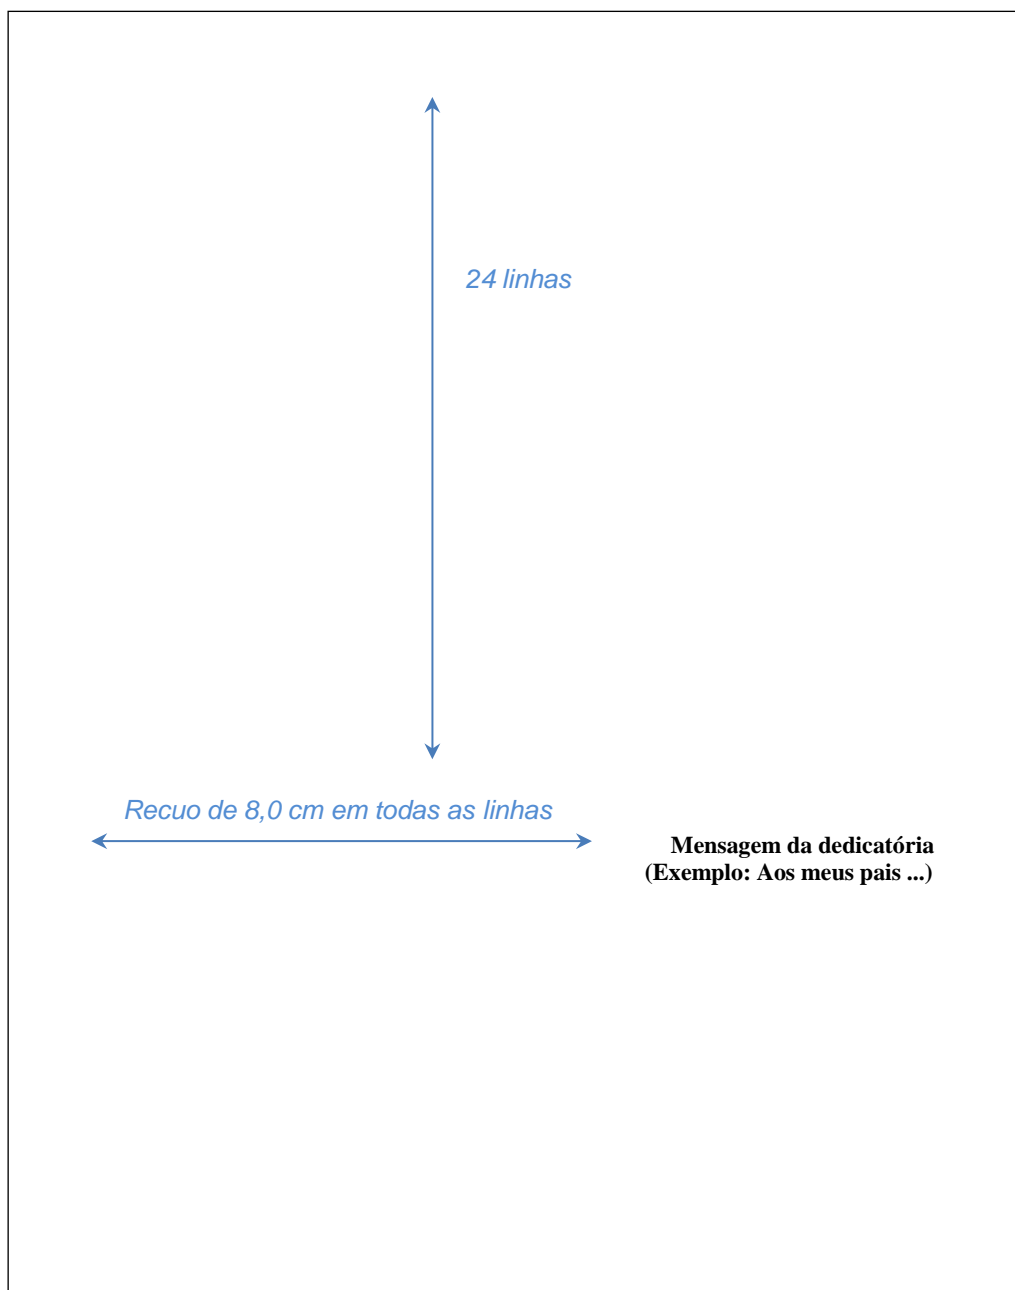 24 linhas
Recuo de 8,0 cm em todas as linhas
Mensagem da dedicatória
(Exemplo: Aos meus pais ...)